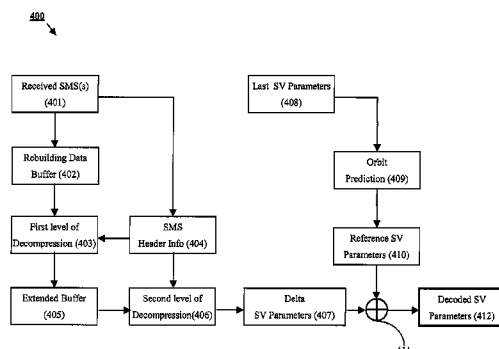 400
Received SMS(s)
(401)
Last SV Parameters
(408)
Rebuilding Data
Buffer (402)
Orbit
Prediction (409)
First level of
Decompression (403)
SMS
Header Info (404)
Reference SV
Parameters (410)
Extended Buffer
(405)
Second level of
Decompression(406)
Delta
SV Parameters (407)
Decoded SV
Parameters (412)